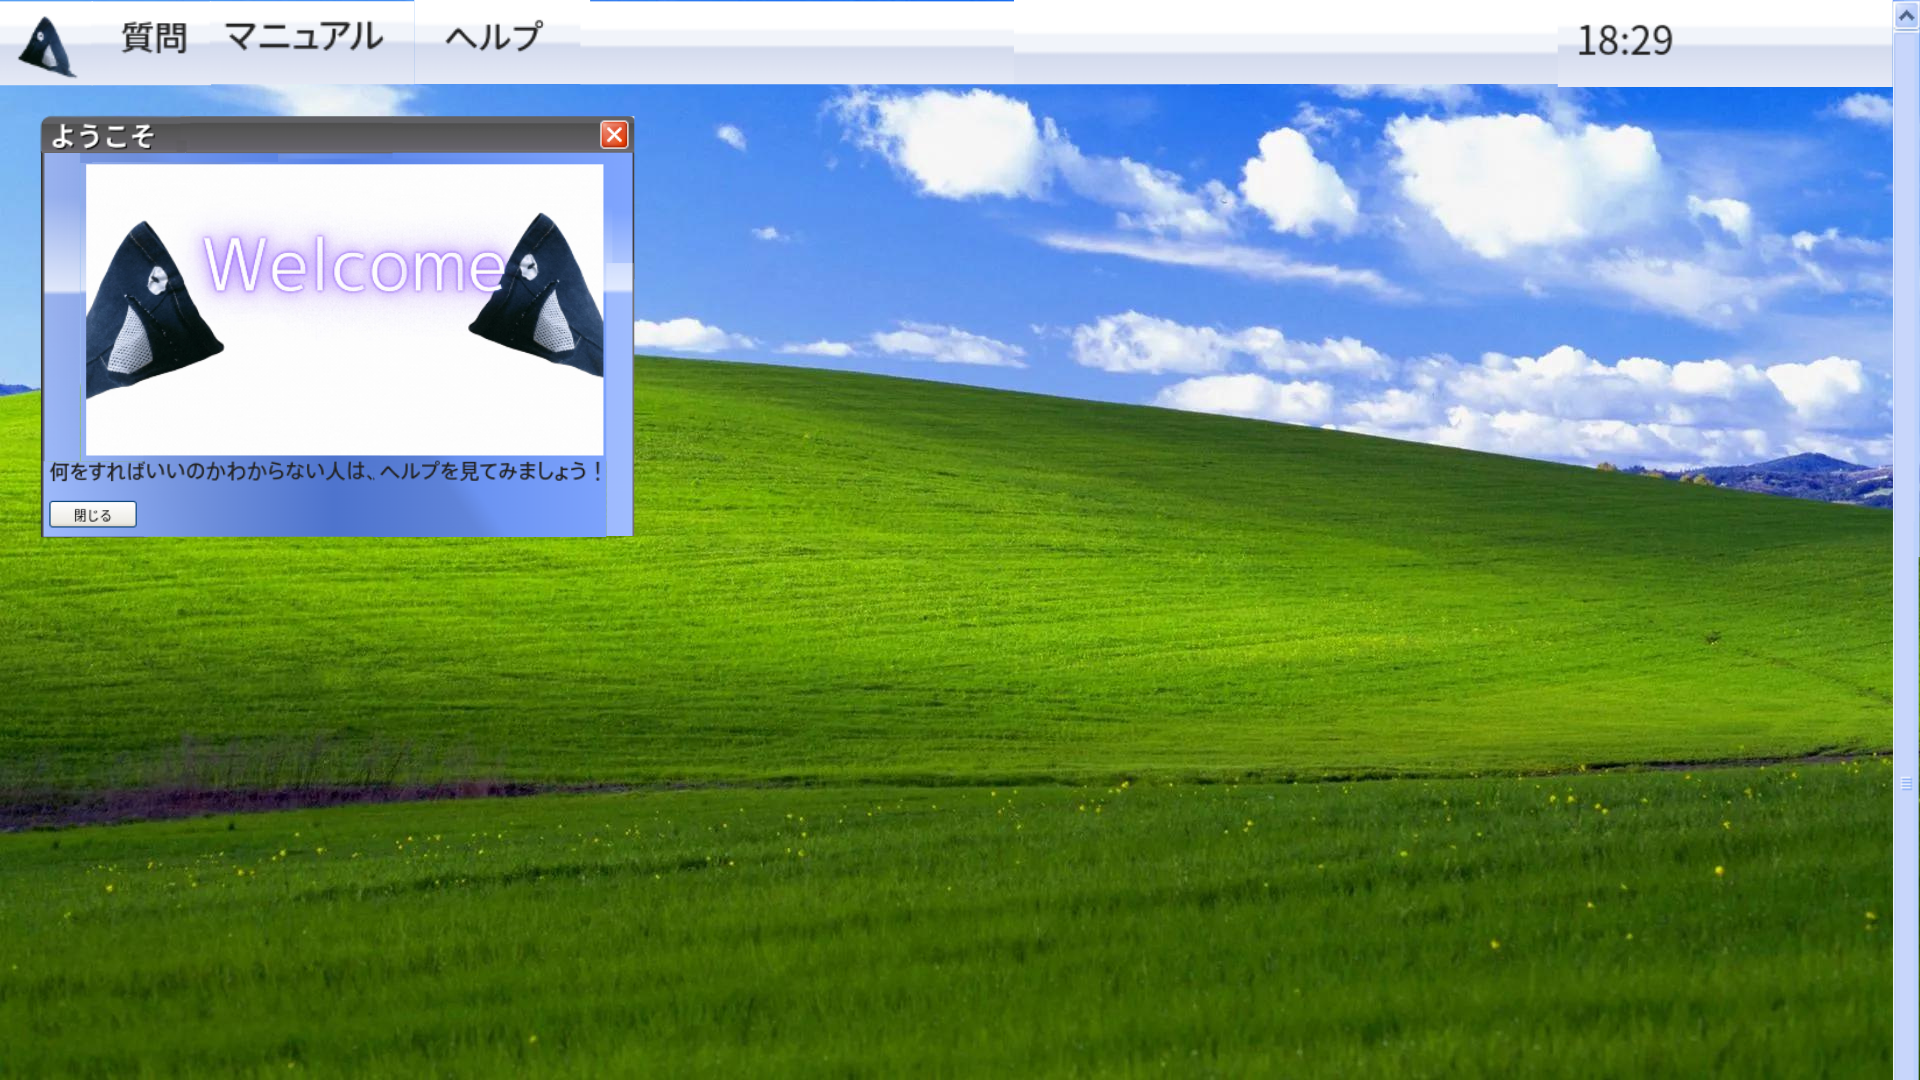 質問 マニュアル ヘルプ 18:29
ようこそ
Welcome
何をすればいいのかわからない人は、ヘルプを見てみましょう！
閉じる